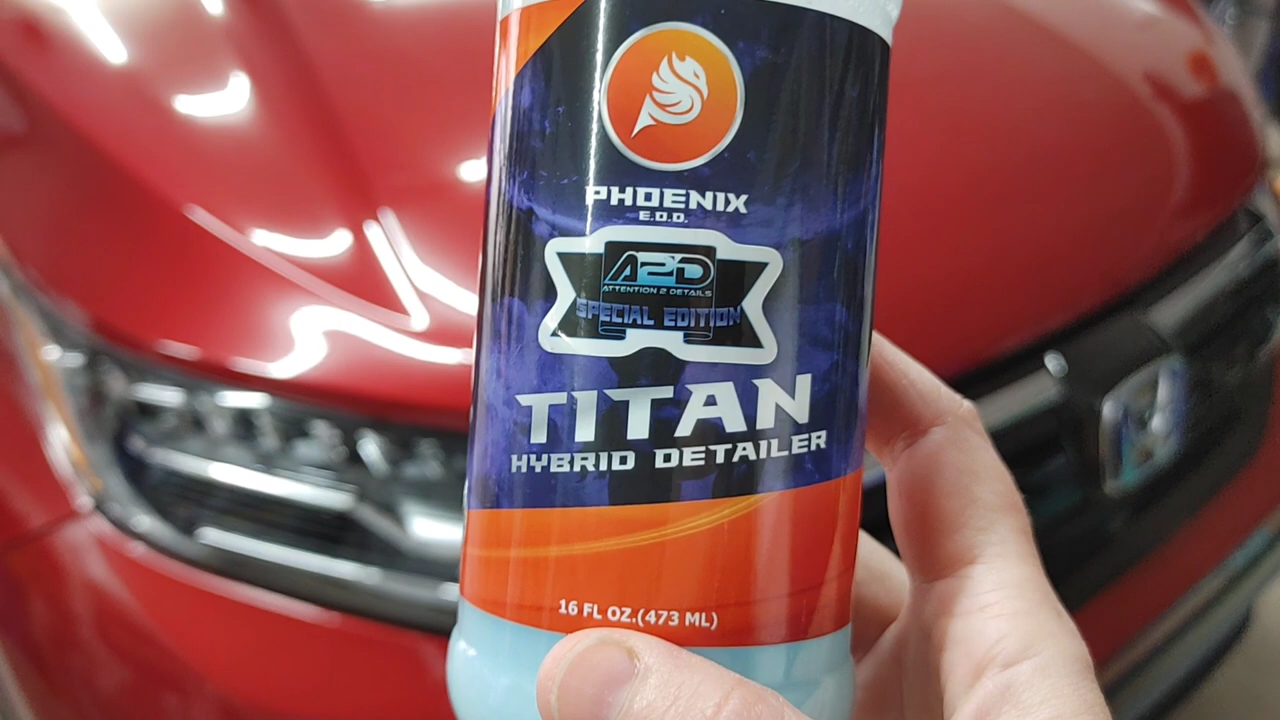 PHOENIX
E.O.D.
A2D
ATTENTION 2 DETAILS
SPECIAL EDITION
TITAN
HYBRID DETAILER
16 FL OZ.(473 ML)